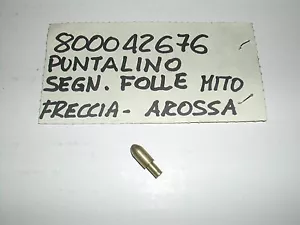 800042676
PUNTALINO
SEGN. FOLLE MITO
FRECCIA - AROSSA